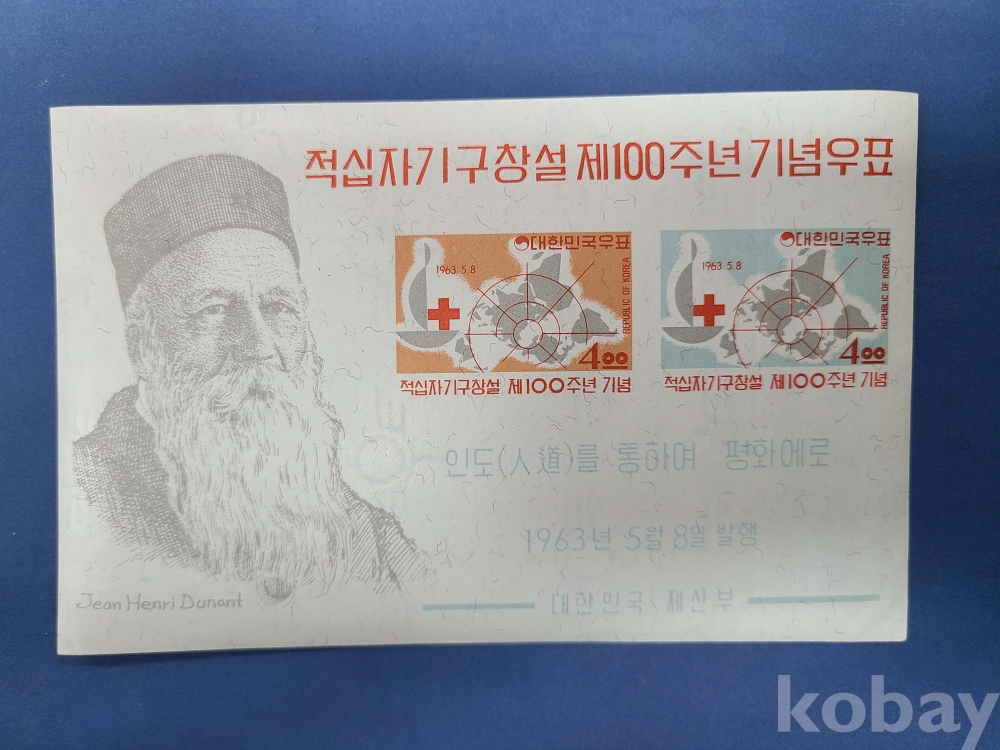 적십자기구창설 제100주년 기념우표
대한민국우표
1963 5.8
REPUBLIC OF KOREA
4.00
적십자기구창설 제100주년 기념
대한민국우표
1963 5.8
REPUBLIC OF KOREA
4.00
적십자기구창설 제100주년 기념
인도(人道)를 통하여 평화에로
1963년 5월 8일 발행
대한민국 체신부
Jean Henri Dunant
kobay